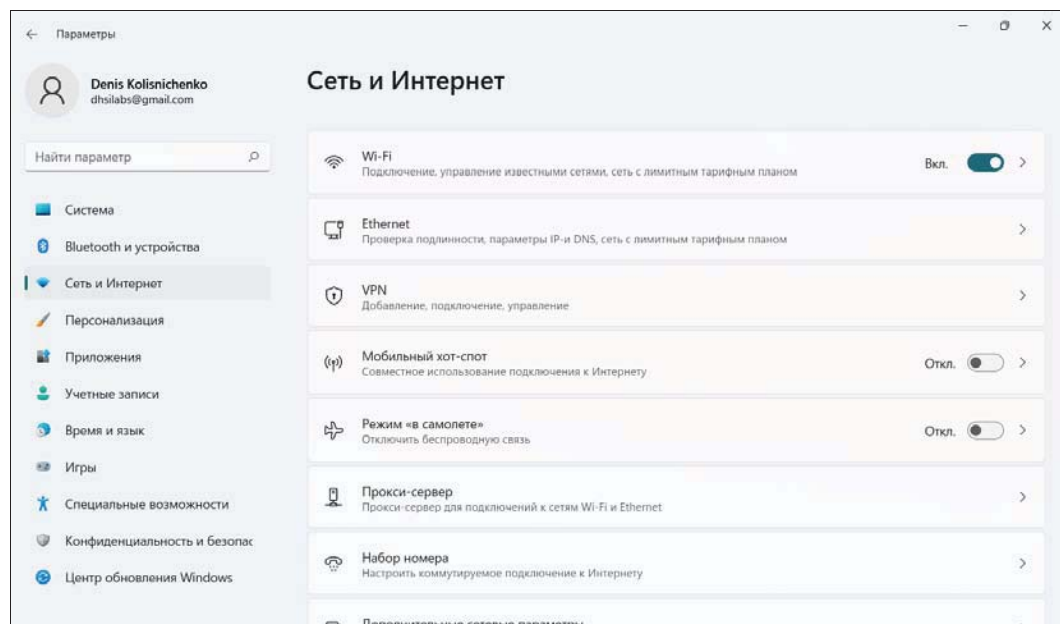 Параметры
Denis Kolisnichenko
dhsilabs@gmail.com
Найти параметр
Система
Bluetooth и устройства
Сеть и Интернет
Персонализация
Приложения
Учетные записи
Время и язык
Игры
Специальные возможности
Конфиденциальность и безопас
Центр обновления Windows
Сеть и Интернет
Wi-Fi
Подключение, управление известными сетями, сеть с лимитным тарифным планом
Вкл.
Ethernet
Проверка подлинности, параметры IP-и DNS, сеть с лимитным тарифным планом
VPN
Добавление, подключение, управление
Мобильный хот-спот
Совместное использование подключения к Интернету
Откл.
Режим «в самолете»
Отключить беспроводную связь
Откл.
Прокси-сервер
Прокси-сервер для подключений к сетям Wi-Fi и Ethernet
Набор номера
Настроить коммутируемое подключение к Интернету
Дополнительные сетевые параметры